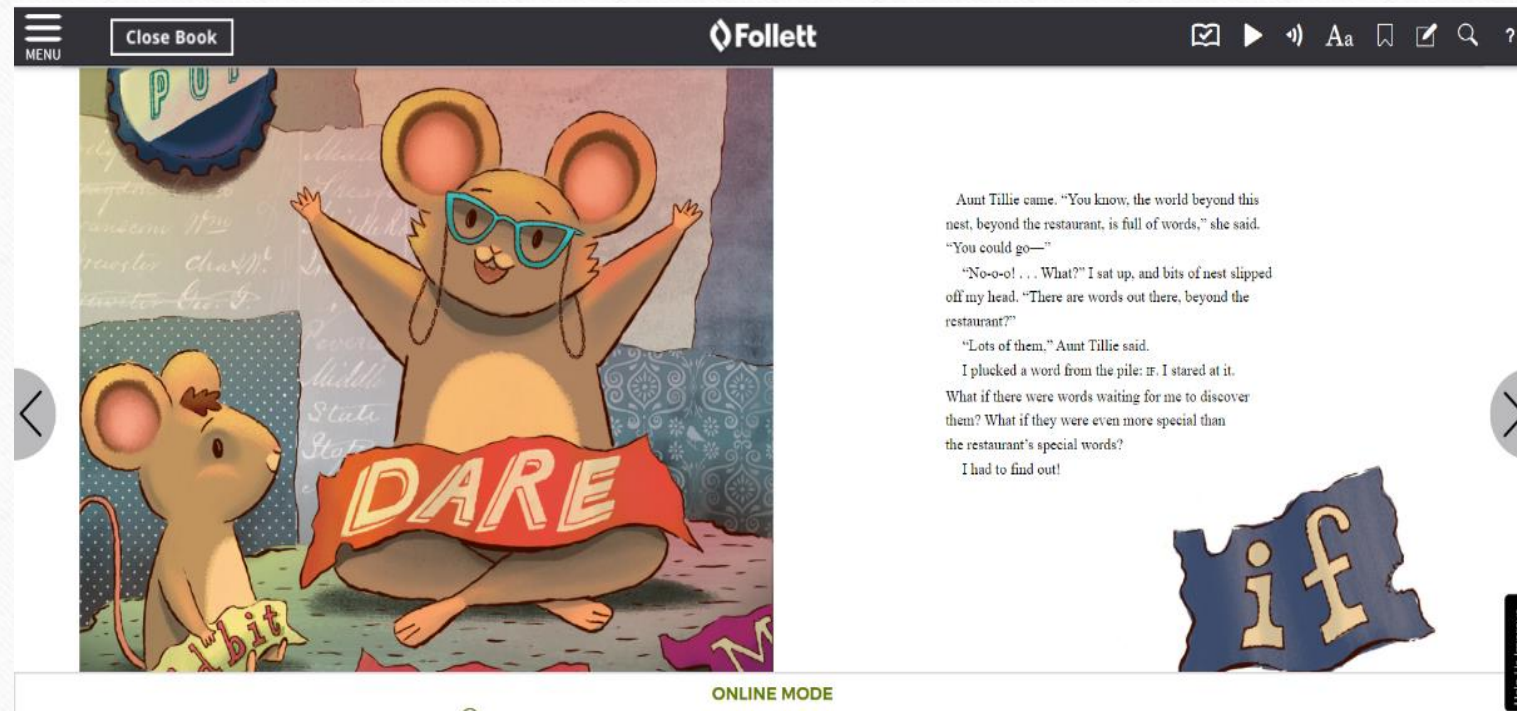 MENU
Close Book
Follett
Aa
?
PO
DARE
dbit
M
Aunt Tillie came. “You know, the world beyond this
nest, beyond the restaurant, is full of words,” she said.
“You could go—”
“No-o-o! . . . What?” I sat up, and bits of nest slipped
off my head. “There are words out there, beyond the
restaurant?”
“Lots of them,” Aunt Tillie said.
I plucked a word from the pile: IF. I stared at it.
What if there were words waiting for me to discover
them? What if they were even more special than
the restaurant’s special words?
I had to find out!
if
ONLINE MODE